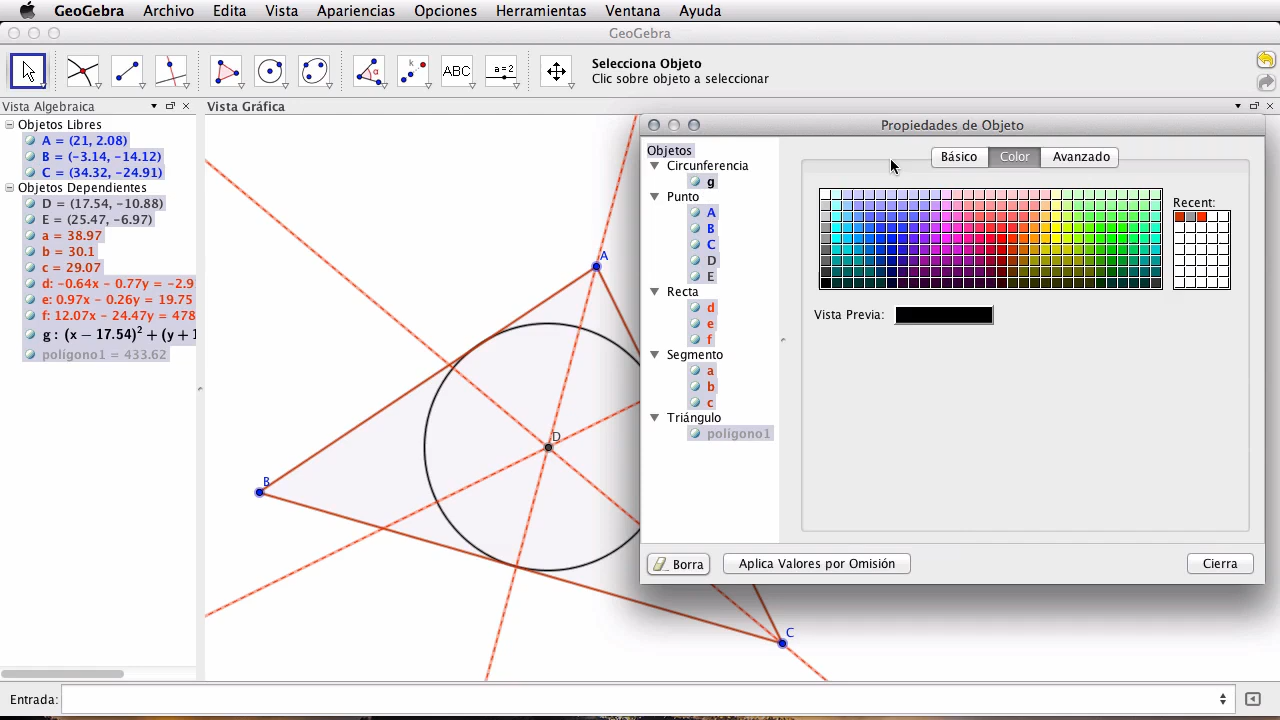 GeoGebra Archivo Edita Vista Apariencias Opciones Herramientas Ventana Ayuda
GeoGebra
α
k
ABC
a=2
Selecciona Objeto
Clic sobre objeto a seleccionar
Vista Algebraica
Vista Gráfica
Objetos Libres
A = (21, 2.08)
B = (-3.14, -14.12)
C = (34.32, -24.91)
Objetos Dependientes
D = (17.54, -10.88)
E = (25.47, -6.97)
a = 38.97
b = 30.1
c = 29.07
d: -0.64x - 0.77y = -2.9
e: 0.97x - 0.26y = 19.75
f: 12.07x - 24.47y = 478
g: (x - 17.54)² + (y + 1
polígono1 = 433.62
A
B
C
D
Propiedades de Objeto
Objetos
Circunferencia
g
Punto
A
B
C
D
E
Recta
d
e
f
Segmento
a
b
c
Triángulo
polígono1
Básico Color Avanzado
Recent:
Vista Previa:
Borra
Aplica Valores por Omisión
Cierra
Entrada: